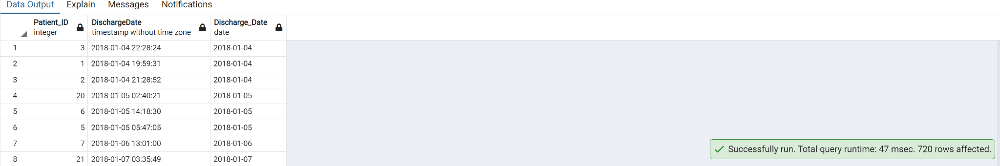 Data Output Explain Messages Notifications
Patient_ID DischargeDate Discharge_Date
integer timestamp without time zone date
1 3 2018-01-04 22:28:24 2018-01-04
2 1 2018-01-04 19:59:31 2018-01-04
3 2 2018-01-04 21:28:52 2018-01-04
4 20 2018-01-05 02:40:21 2018-01-05
5 6 2018-01-05 14:18:30 2018-01-05
6 5 2018-01-05 05:47:05 2018-01-05
7 7 2018-01-06 13:01:00 2018-01-06
Successfully run. Total query runtime: 47 msec. 720 rows affected.
8 21 2018-01-07 03:35:49 2018-01-07